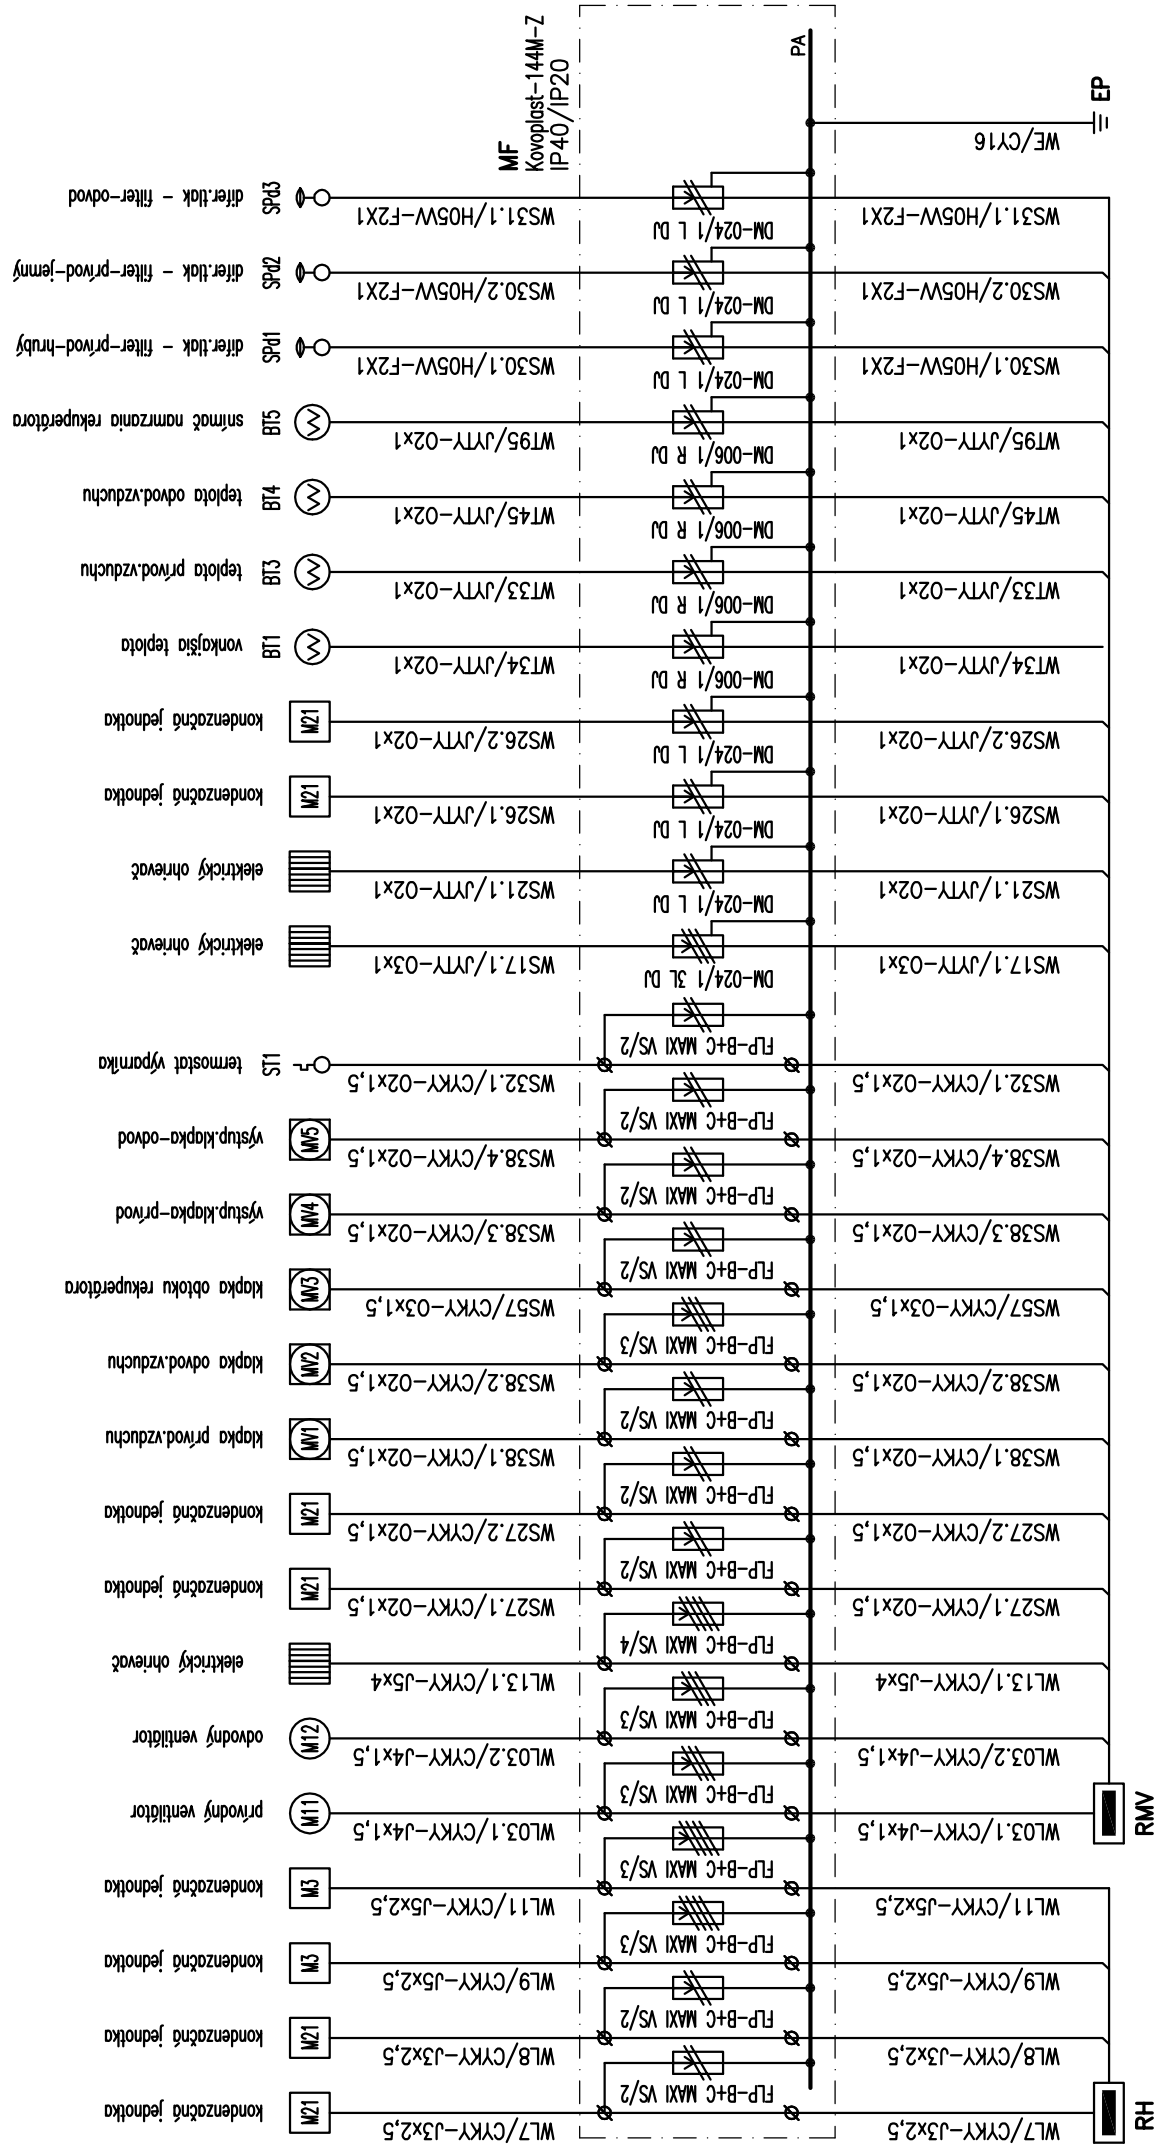 MF
Kovoplast-144M-Z
IP40/IP20
PA
WE/CY16
EP
difer.tlak - filter-odvod
SPd3
WS31.1/H05VV-F2X1
DM-024/1 L DJ
WS31.1/H05VV-F2X1
difer.tlak - filter-prívod-jemný
SPd2
WS30.2/H05VV-F2X1
DM-024/1 L DJ
WS30.2/H05VV-F2X1
difer.tlak - filter-prívod-hrubý
SPd1
WS30.1/H05VV-F2X1
DM-024/1 L DJ
WS30.1/H05VV-F2X1
snímač namrzania rekuperátora
BT5
WT95/JYTY-O2x1
DM-006/1 R DJ
WT95/JYTY-O2x1
teplota odvod.vzduchu
BT4
WT45/JYTY-O2x1
DM-006/1 R DJ
WT45/JYTY-O2x1
teplota prívod.vzduchu
BT3
WT33/JYTY-O2x1
DM-006/1 R DJ
WT33/JYTY-O2x1
vonkajšia teplota
BT1
WT34/JYTY-O2x1
DM-006/1 R DJ
WT34/JYTY-O2x1
kondenzačná jednotka
M21
WS26.2/JYTY-O2x1
DM-024/1 L DJ
WS26.2/JYTY-O2x1
kondenzačná jednotka
M21
WS26.1/JYTY-O2x1
DM-024/1 L DJ
WS26.1/JYTY-O2x1
elektrický ohrievač
WS21.1/JYTY-O2x1
DM-024/1 L DJ
WS21.1/JYTY-O2x1
elektrický ohrievač
WS17.1/JYTY-O3x1
DM-024/1 3L DJ
WS17.1/JYTY-O3x1
termostat výparníka
ST1
WS32.1/CYKY-O2x1,5
FLP-B+C MAXI VS/2
WS32.1/CYKY-O2x1,5
výstup.klapka-odvod
MV5
WS38.4/CYKY-O2x1,5
FLP-B+C MAXI VS/2
WS38.4/CYKY-O2x1,5
výstup.klapka-prívod
MV4
WS38.3/CYKY-O2x1,5
FLP-B+C MAXI VS/2
WS38.3/CYKY-O2x1,5
klapka obtoku rekuperátora
MV3
WS57/CYKY-O3x1,5
FLP-B+C MAXI VS/2
WS57/CYKY-O3x1,5
klapka odvod.vzduchu
MV2
WS38.2/CYKY-O2x1,5
FLP-B+C MAXI VS/3
WS38.2/CYKY-O2x1,5
klapka prívod.vzduchu
MV1
WS38.1/CYKY-O2x1,5
FLP-B+C MAXI VS/2
WS38.1/CYKY-O2x1,5
kondenzačná jednotka
M21
WS27.2/CYKY-O2x1,5
FLP-B+C MAXI VS/2
WS27.2/CYKY-O2x1,5
kondenzačná jednotka
M21
WS27.1/CYKY-O2x1,5
FLP-B+C MAXI VS/2
WS27.1/CYKY-O2x1,5
elektrický ohrievač
WL13.1/CYKY-J5x4
FLP-B+C MAXI VS/4
WL13.1/CYKY-J5x4
odvodný ventilátor
M12
WL03.2/CYKY-J4x1,5
FLP-B+C MAXI VS/3
WL03.2/CYKY-J4x1,5
prívodný ventilátor
M11
WL03.1/CYKY-J4x1,5
FLP-B+C MAXI VS/3
WL03.1/CYKY-J4x1,5
RMV
kondenzačná jednotka
M3
WL11/CYKY-J5x2,5
FLP-B+C MAXI VS/3
WL11/CYKY-J5x2,5
kondenzačná jednotka
M3
WL9/CYKY-J5x2,5
FLP-B+C MAXI VS/3
WL9/CYKY-J5x2,5
kondenzačná jednotka
M21
WL8/CYKY-J3x2,5
FLP-B+C MAXI VS/2
WL8/CYKY-J3x2,5
kondenzačná jednotka
M21
WL7/CYKY-J3x2,5
FLP-B+C MAXI VS/2
WL7/CYKY-J3x2,5
RH